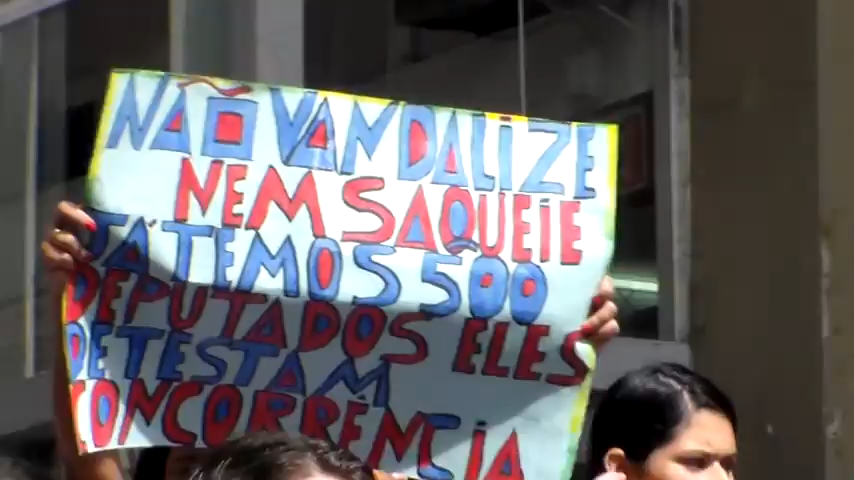 NÃO VANDALIZE
NEM SAQUEIE
JÁ TEMOS 500
DEPUTADOS ELES
DETESTAM
CONCORRÊNCIA